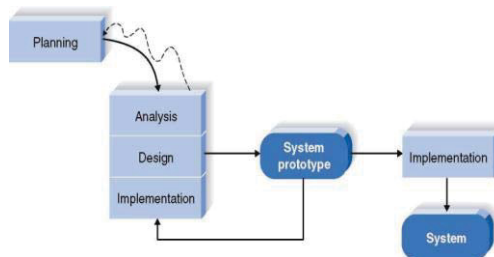 Planning
Analysis
Design
Implementation
System
prototype
Implementation
System